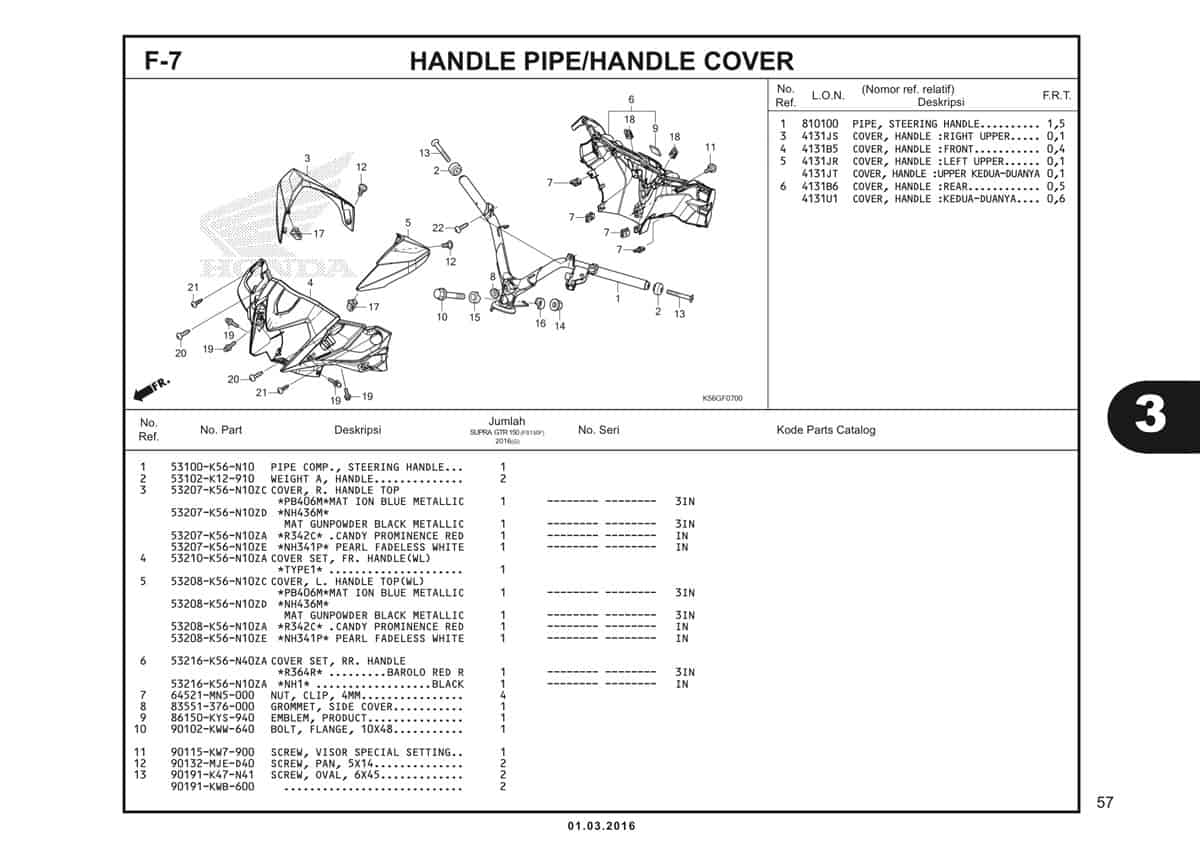 F-7 HANDLE PIPE/HANDLE COVER
No. Ref. L.O.N. (Nomor ref. relatif) Deskripsi F.R.T.
1 810100 PIPE, STEERING HANDLE.......... 1,5
3 4131JS COVER, HANDLE :RIGHT UPPER..... 0,1
4 4131B5 COVER, HANDLE :FRONT........... 0,4
5 4131JR COVER, HANDLE :LEFT UPPER...... 0,1
4131JT COVER, HANDLE :UPPER KEDUA-DUANYA 0,1
6 4131B6 COVER, HANDLE :REAR............ 0,5
4131U1 COVER, HANDLE :KEDUA-DUANYA.... 0,6
6
18
9
18
11
13
2
7
3
12
7
22
5
7
17
12
7
HONDA
8
4
21
1
17
2
13
10
15
16
14
19
20
19
20
21
19
19
FR.
K56GF0700
No. Ref. No. Part Deskripsi Jumlah SUPRA GTR 150 (FS150F) 2016(G) No. Seri Kode Parts Catalog
1 53100-K56-N10 PIPE COMP., STEERING HANDLE... 1
2 53102-K12-910 WEIGHT A, HANDLE.............. 2
3 53207-K56-N10ZC COVER, R. HANDLE TOP
*PB406M*MAT ION BLUE METALLIC 1 -------- -------- 3IN
53207-K56-N10ZD *NH436M*
MAT GUNPOWDER BLACK METALLIC 1 -------- -------- 3IN
53207-K56-N10ZA *R342C* .CANDY PROMINENCE RED 1 -------- -------- IN
53207-K56-N10ZE *NH341P* PEARL FADELESS WHITE 1 -------- -------- IN
4 53210-K56-N10ZA COVER SET, FR. HANDLE(WL)
*TYPE1* ..................... 1
5 53208-K56-N10ZC COVER, L. HANDLE TOP(WL)
*PB406M*MAT ION BLUE METALLIC 1 -------- -------- 3IN
53208-K56-N10ZD *NH436M*
MAT GUNPOWDER BLACK METALLIC 1 -------- -------- 3IN
53208-K56-N10ZA *R342C* .CANDY PROMINENCE RED 1 -------- -------- IN
53208-K56-N10ZE *NH341P* PEARL FADELESS WHITE 1 -------- -------- IN
6 53216-K56-N40ZA COVER SET, RR. HANDLE
*R364R* .........BAROLO RED R 1 -------- -------- 3IN
53216-K56-N10ZA *NH1* ..................BLACK 1 -------- -------- IN
7 64521-MN5-000 NUT, CLIP, 4MM................ 4
8 83551-376-000 GROMMET, SIDE COVER........... 1
9 86150-KYS-940 EMBLEM, PRODUCT............... 1
10 90102-KWW-640 BOLT, FLANGE, 10X48........... 1
11 90115-KW7-900 SCREW, VISOR SPECIAL SETTING.. 1
12 90132-MJE-D40 SCREW, PAN, 5X14.............. 2
13 90191-K47-N41 SCREW, OVAL, 6X45............. 2
90191-KWB-600 ............................ 2
3
57
01.03.2016